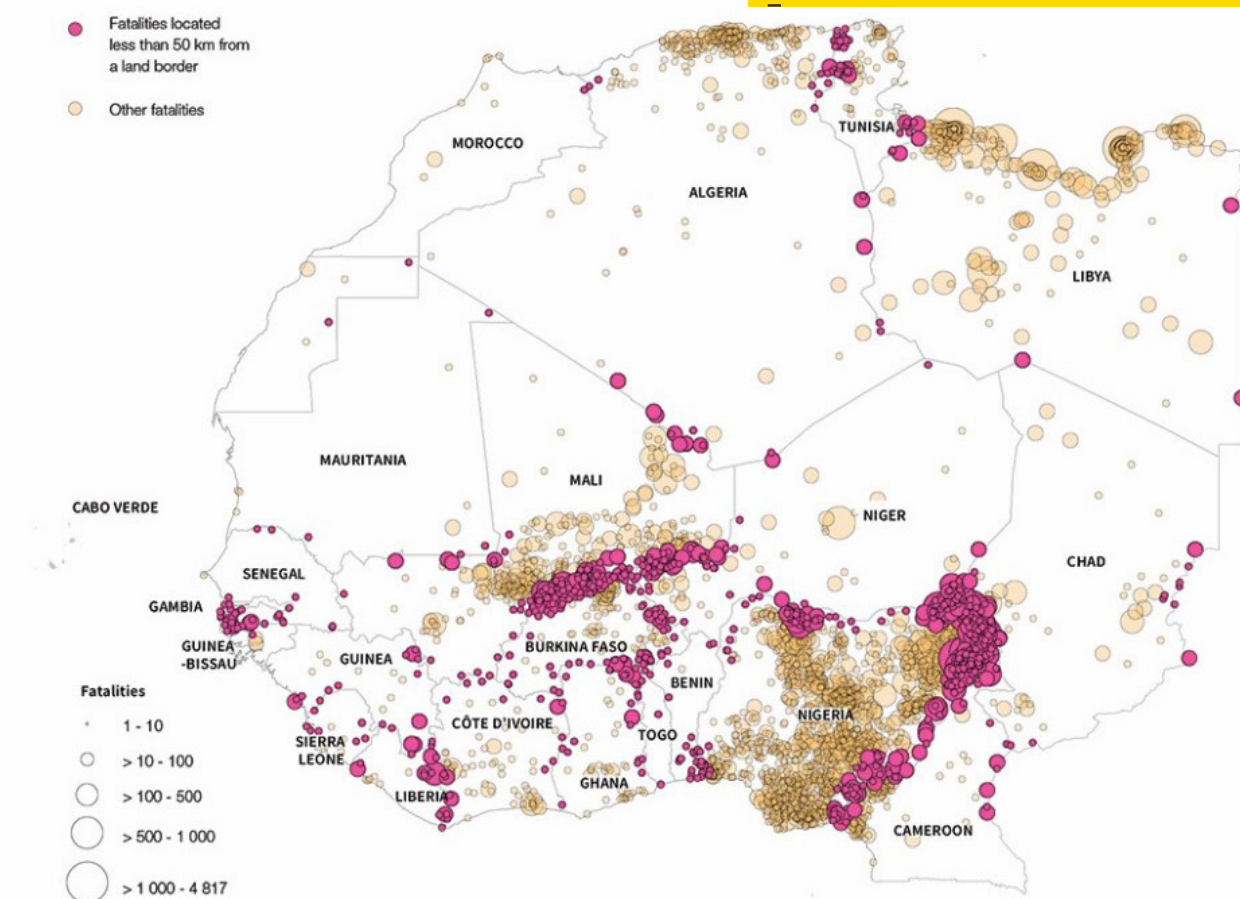 Fatalities located
less than 50 km from
a land border
Other fatalities
MOROCCO
TUNISIA
ALGERIA
LIBYA
MAURITANIA
MALI
CABO VERDE
NIGER
CHAD
SENEGAL
GAMBIA
GUINEA
-BISSAU
GUINEA
BURKINA FASO
BENIN
NIGERIA
CÔTE D'IVOIRE
TOGO
SIERRA
LEONE
GHANA
LIBERIA
CAMEROON
Fatalities
1 - 10
> 10 - 100
> 100 - 500
> 500 - 1 000
> 1 000 - 4 817